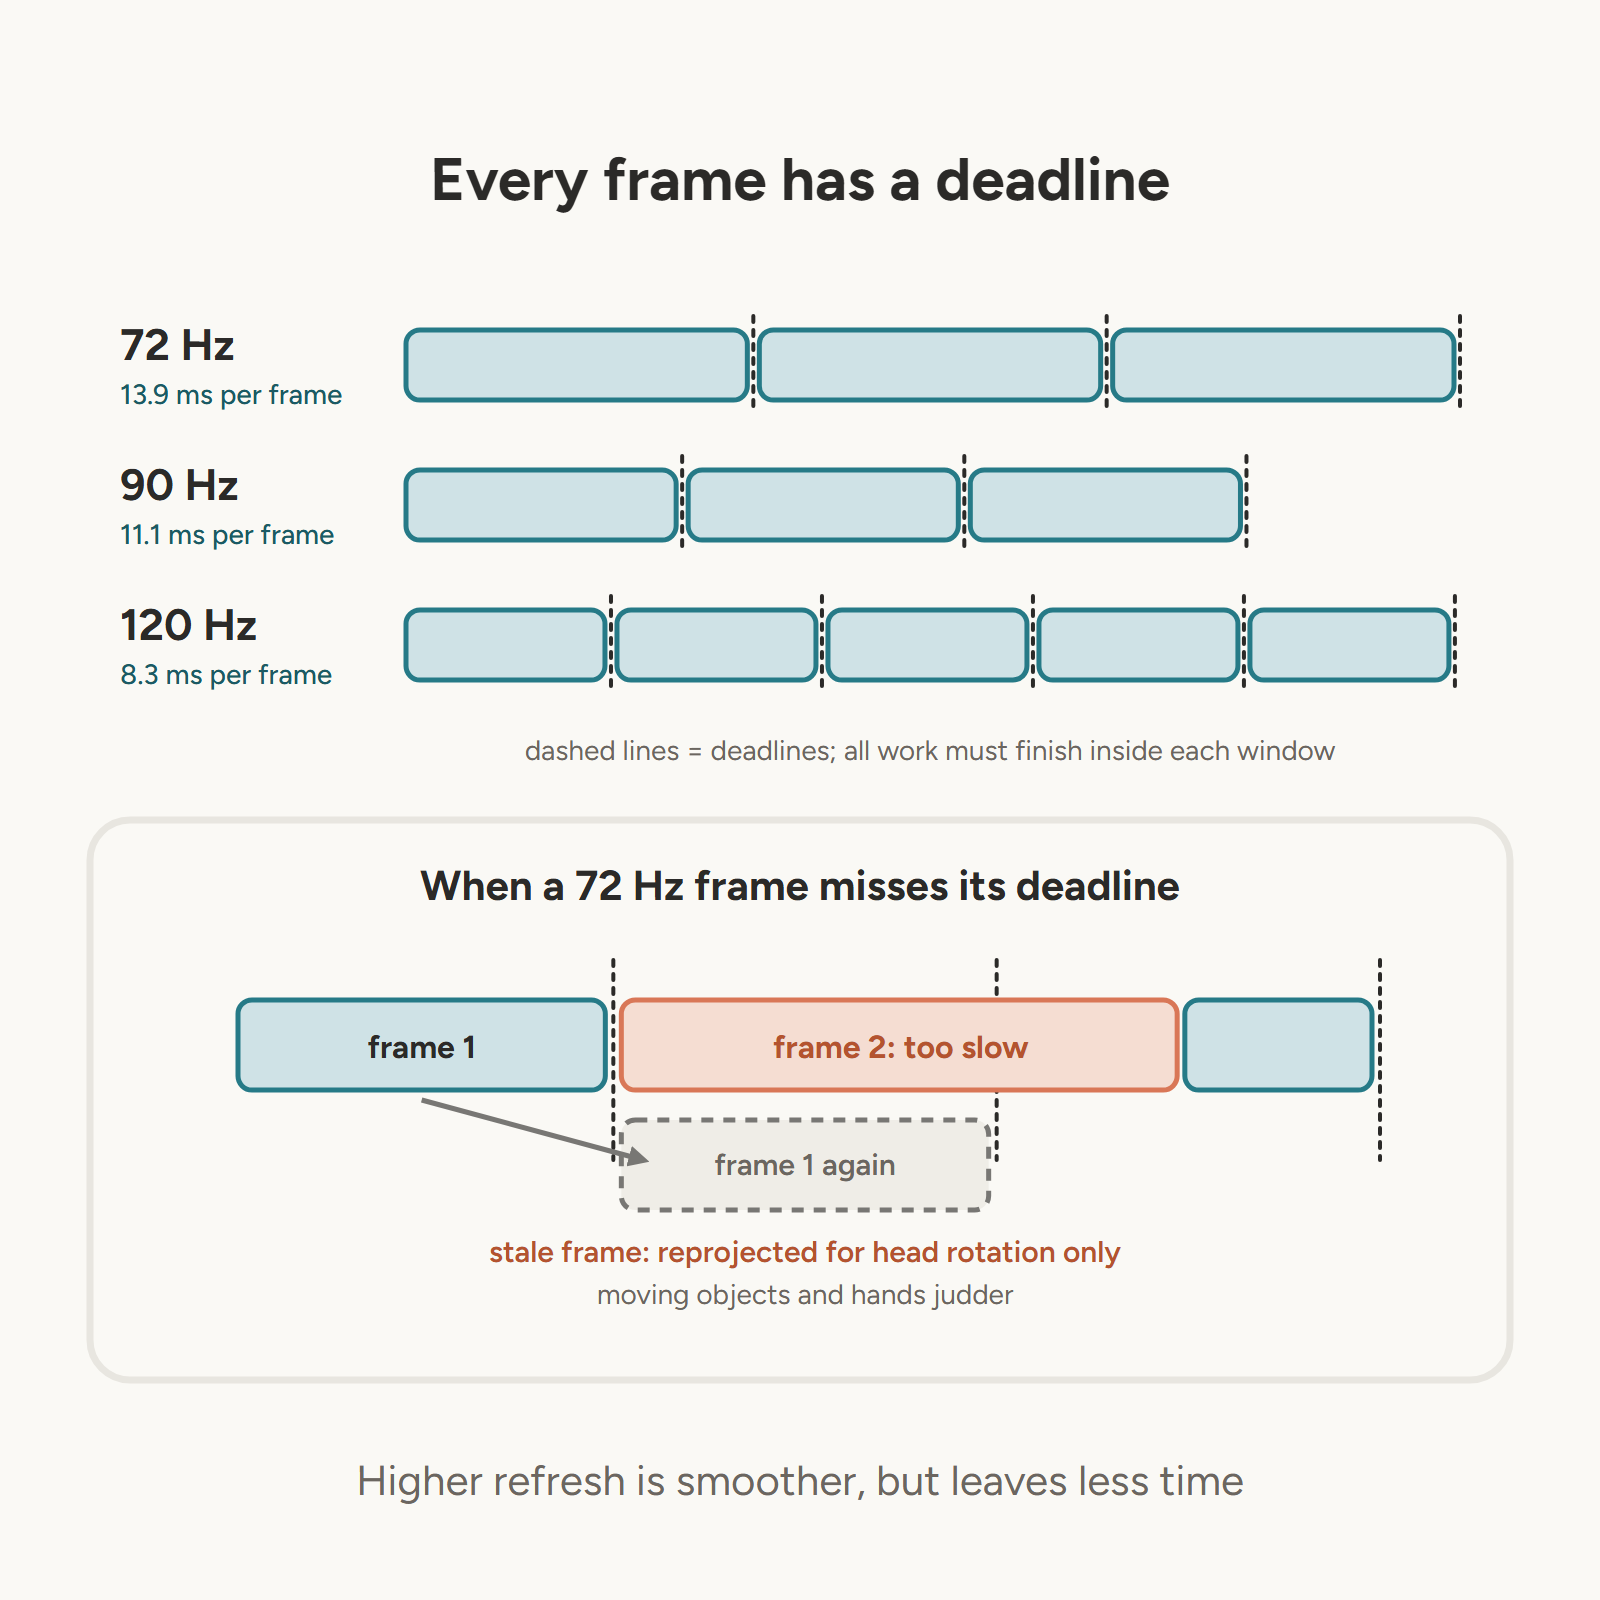 Every frame has a deadline
72 Hz
13.9 ms per frame
90 Hz
11.1 ms per frame
120 Hz
8.3 ms per frame
dashed lines = deadlines; all work must finish inside each window
When a 72 Hz frame misses its deadline
frame 1
frame 2: too slow
frame 1 again
stale frame: reprojected for head rotation only
moving objects and hands judder
Higher refresh is smoother, but leaves less time